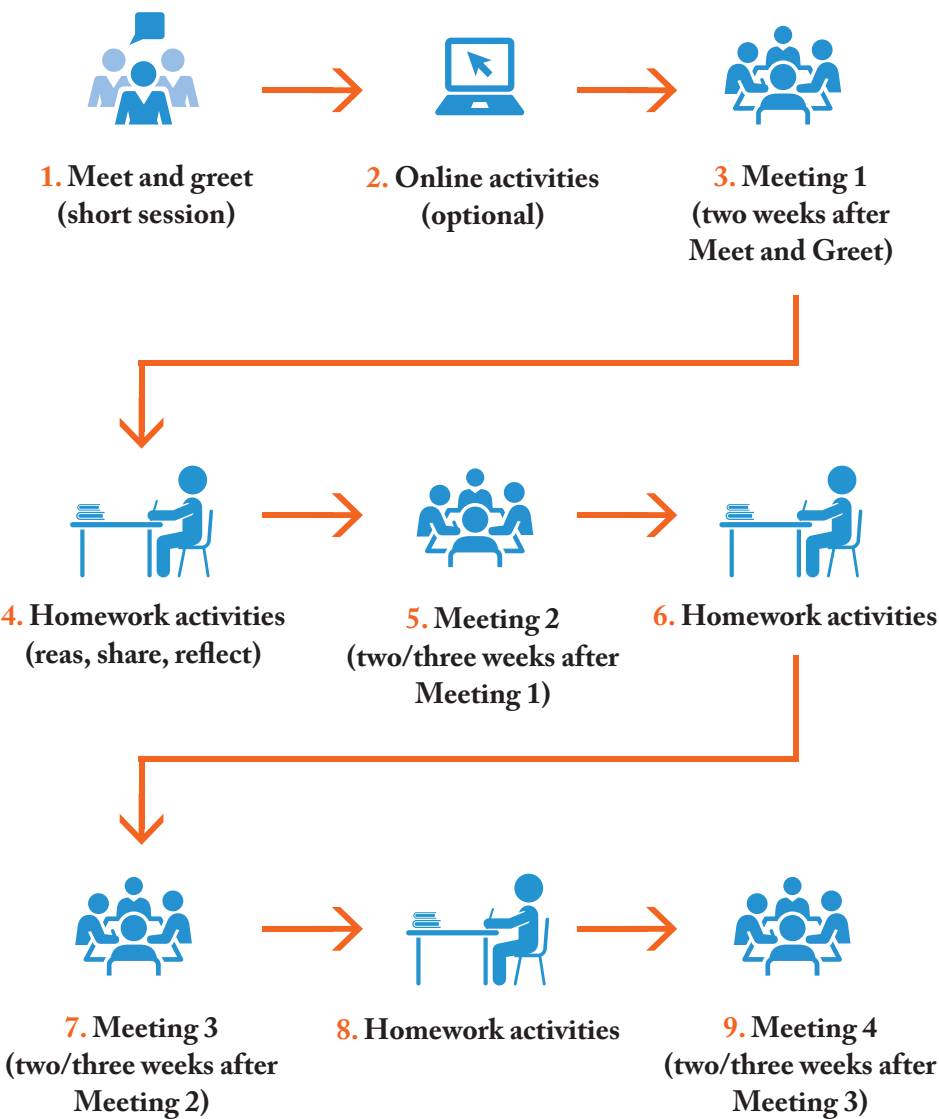 1. Meet and greet
(short session)
2. Online activities
(optional)
3. Meeting 1
(two weeks after
Meet and Greet)
4. Homework activities
(reas, share, reflect)
5. Meeting 2
(two/three weeks after
Meeting 1)
6. Homework activities
7. Meeting 3
(two/three weeks after
Meeting 2)
8. Homework activities
9. Meeting 4
(two/three weeks after
Meeting 3)